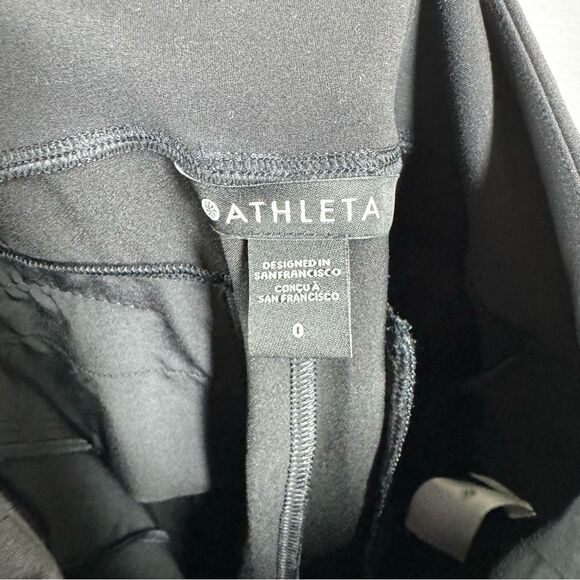 ATHLETA
DESIGNED IN
SAN FRANCISCO
CONÇU À
SAN FRANCISCO
0